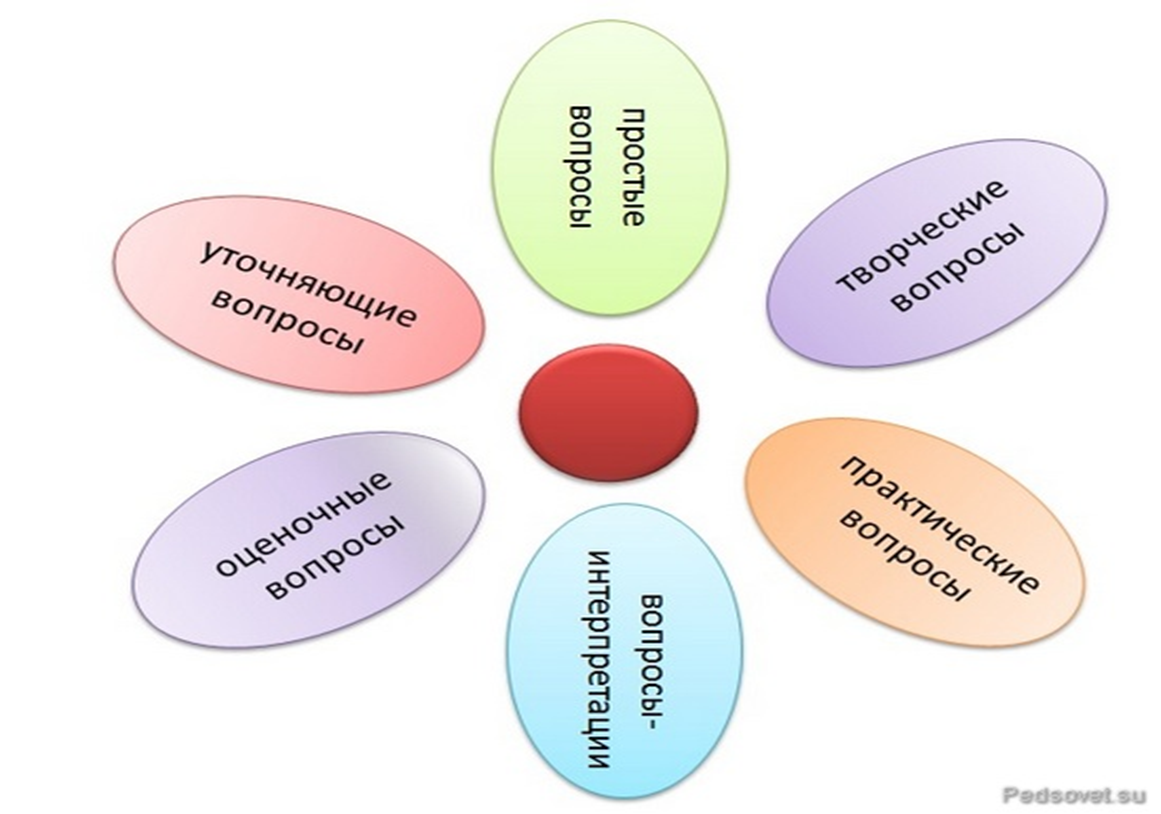 простые
вопросы
творческие
вопросы
практические
вопросы
вопросы-
интерпретации
оценочные
вопросы
уточняющие
вопросы
Pedsovet.su